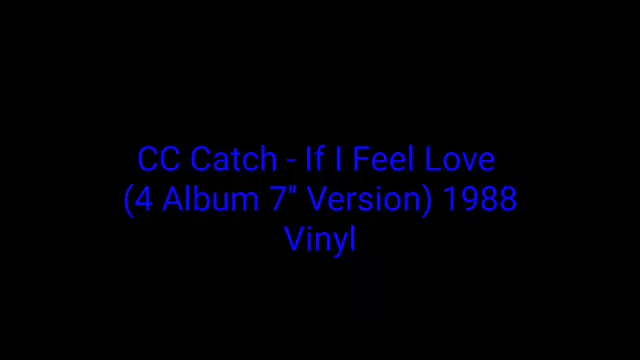 CC Catch - If I Feel Love
(4 Album 7" Version) 1988
Vinyl